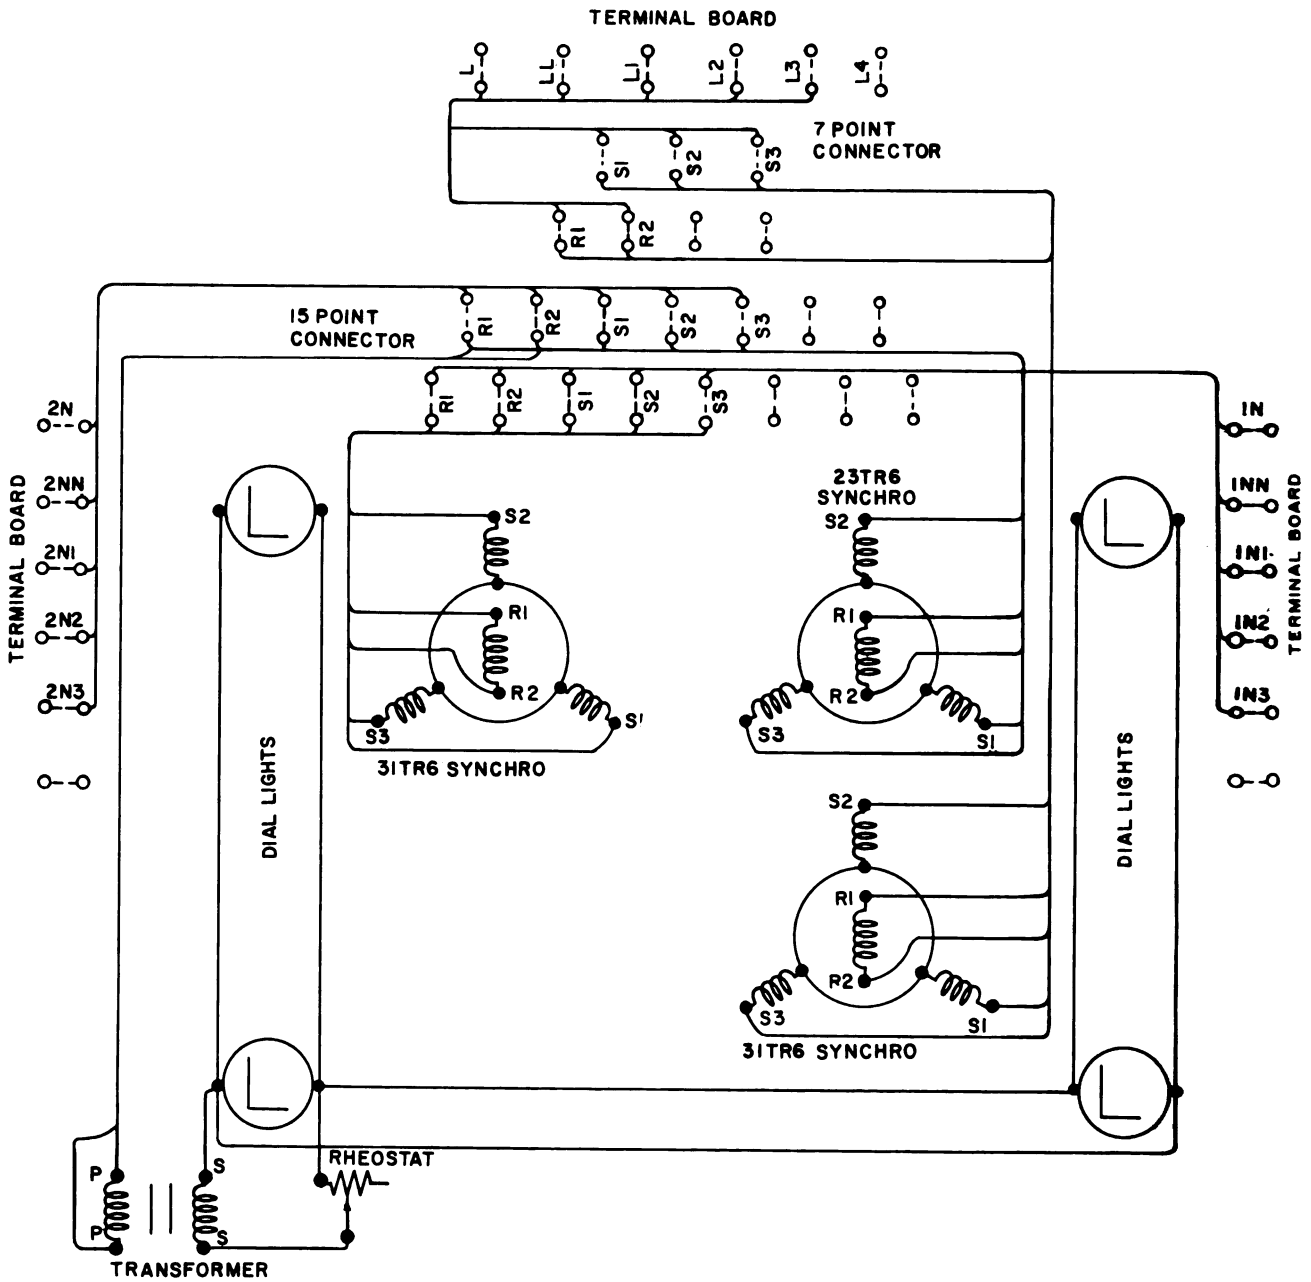 TERMINAL BOARD
L LL L1 L2 L3 L4
7 POINT
CONNECTOR
S1 S2 S3
R1 R2
15 POINT
CONNECTOR
R1 R2 S1 S2 S3
R1 R2 S1 S2 S3
TERMINAL BOARD
2N
2NN
2N1
2N2
2N3
TERMINAL BOARD
1N
1NN
1N1
1N2
1N3
DIAL LIGHTS
S2
R1
R2
S3
S1
31TR6 SYNCHRO
23TR6
SYNCHRO
S2
R1
R2
S3
S1
S2
R1
R2
S3
S1
31TR6 SYNCHRO
DIAL LIGHTS
RHEOSTAT
P
S
P
S
TRANSFORMER